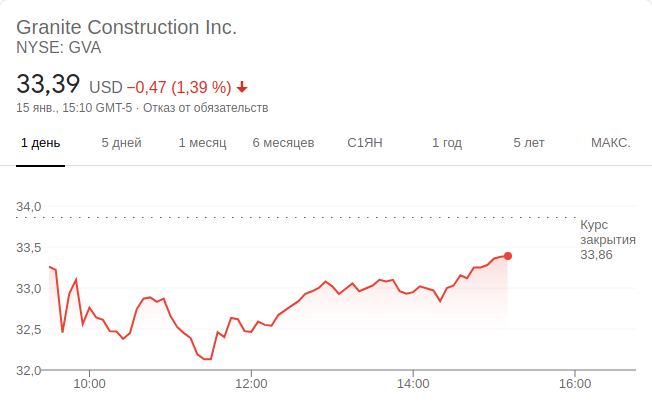 Granite Construction Inc.
NYSE: GVA
33,39 USD −0,47 (1,39 %)
15 янв., 15:10 GMT-5 · Отказ от обязательств
1 день 5 дней 1 месяц 6 месяцев С1ЯН 1 год 5 лет МАКС.
34,0
Курс
закрытия
33,86
33,5
33,0
32,5
32,0
10:00 12:00 14:00 16:00